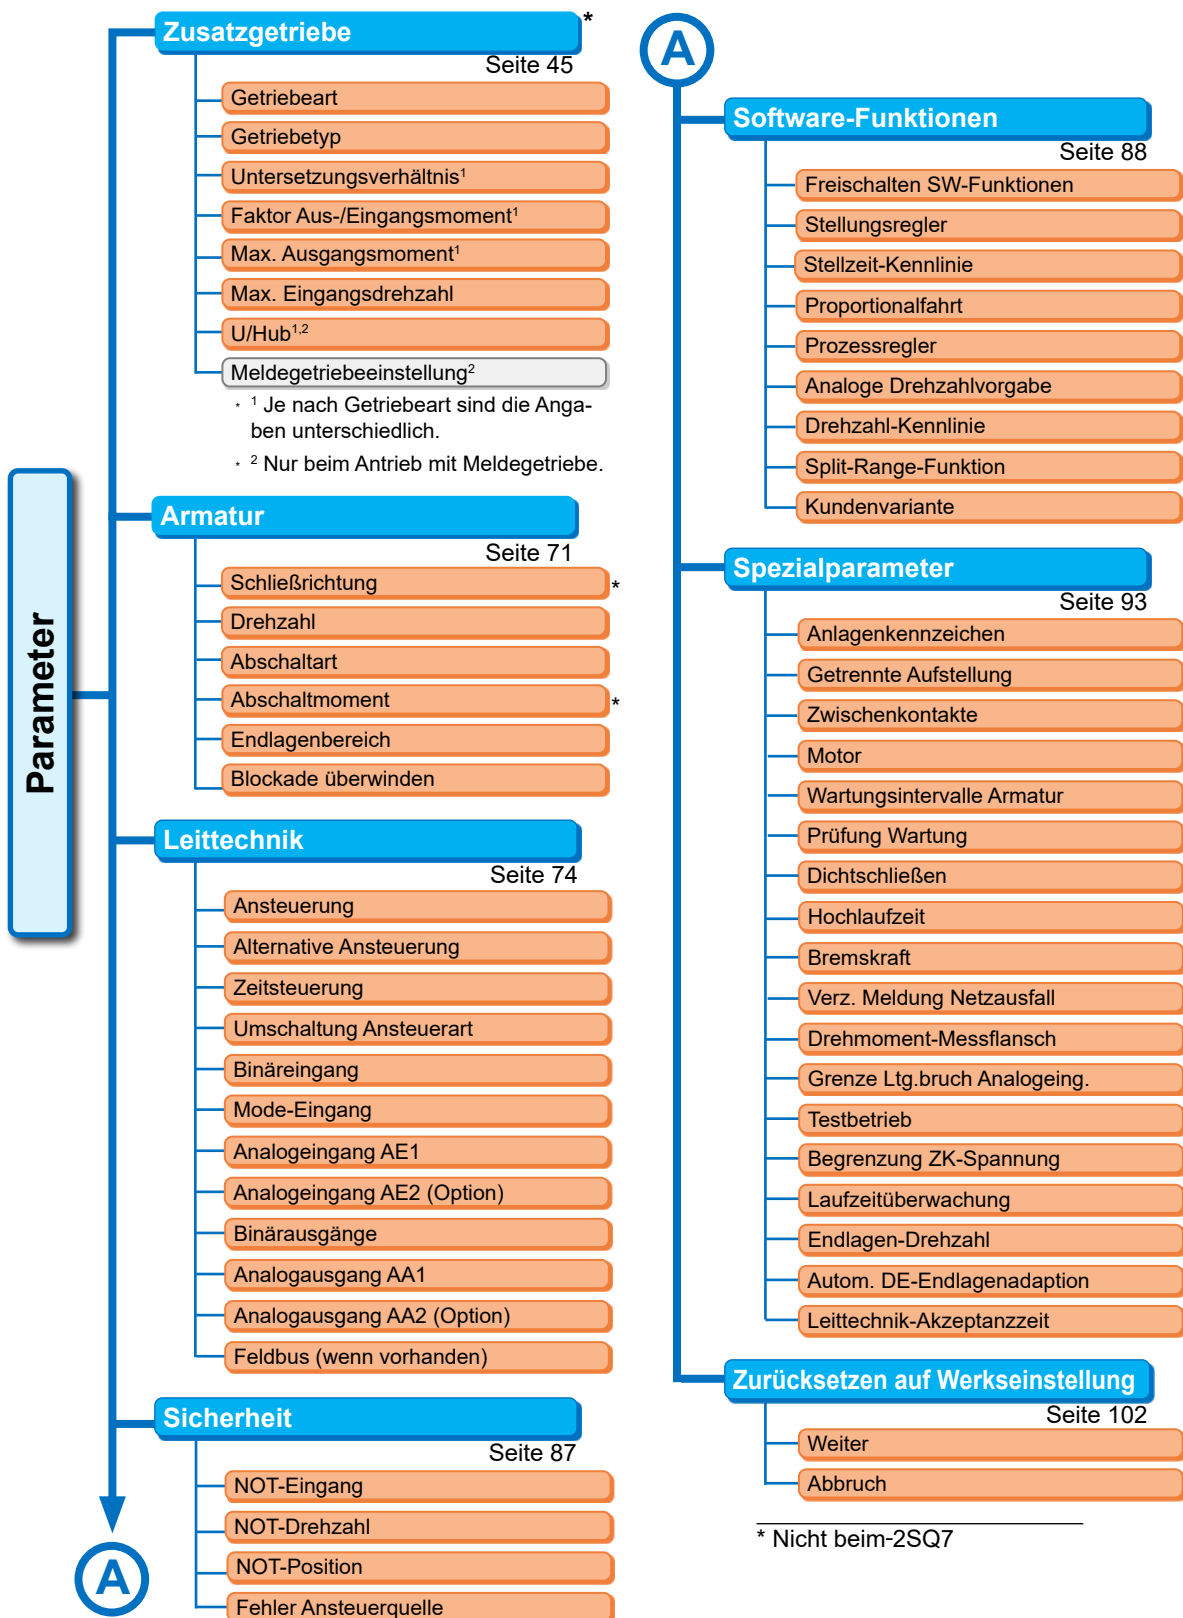 Parameter
Zusatzgetriebe *
Seite 45
Getriebeart
Getriebetyp
Untersetzungsverhältnis¹
Faktor Aus-/Eingangsmoment¹
Max. Ausgangsmoment¹
Max. Eingangsdrehzahl
U/Hub¹,²
Meldegetriebeeinstellung²
* ¹ Je nach Getriebeart sind die Anga-
ben unterschiedlich.
* ² Nur beim Antrieb mit Meldegetriebe.
Armatur
Seite 71
Schließrichtung *
Drehzahl
Abschaltart
Abschaltmoment *
Endlagenbereich
Blockade überwinden
Leittechnik
Seite 74
Ansteuerung
Alternative Ansteuerung
Zeitsteuerung
Umschaltung Ansteuerart
Binäreingang
Mode-Eingang
Analogeingang AE1
Analogeingang AE2 (Option)
Binärausgänge
Analogausgang AA1
Analogausgang AA2 (Option)
Feldbus (wenn vorhanden)
Sicherheit
Seite 87
NOT-Eingang
NOT-Drehzahl
NOT-Position
Fehler Ansteuerquelle
A
A
Software-Funktionen
Seite 88
Freischalten SW-Funktionen
Stellungsregler
Stellzeit-Kennlinie
Proportionalfahrt
Prozessregler
Analoge Drehzahlvorgabe
Drehzahl-Kennlinie
Split-Range-Funktion
Kundenvariante
Spezialparameter
Seite 93
Anlagenkennzeichen
Getrennte Aufstellung
Zwischenkontakte
Motor
Wartungsintervalle Armatur
Prüfung Wartung
Dichtschließen
Hochlaufzeit
Bremskraft
Verz. Meldung Netzausfall
Drehmoment-Messflansch
Grenze Ltg.bruch Analogeing.
Testbetrieb
Begrenzung ZK-Spannung
Laufzeitüberwachung
Endlagen-Drehzahl
Autom. DE-Endlagenadaption
Leittechnik-Akzeptanzzeit
Zurücksetzen auf Werkseinstellung
Seite 102
Weiter
Abbruch
* Nicht beim-2SQ7